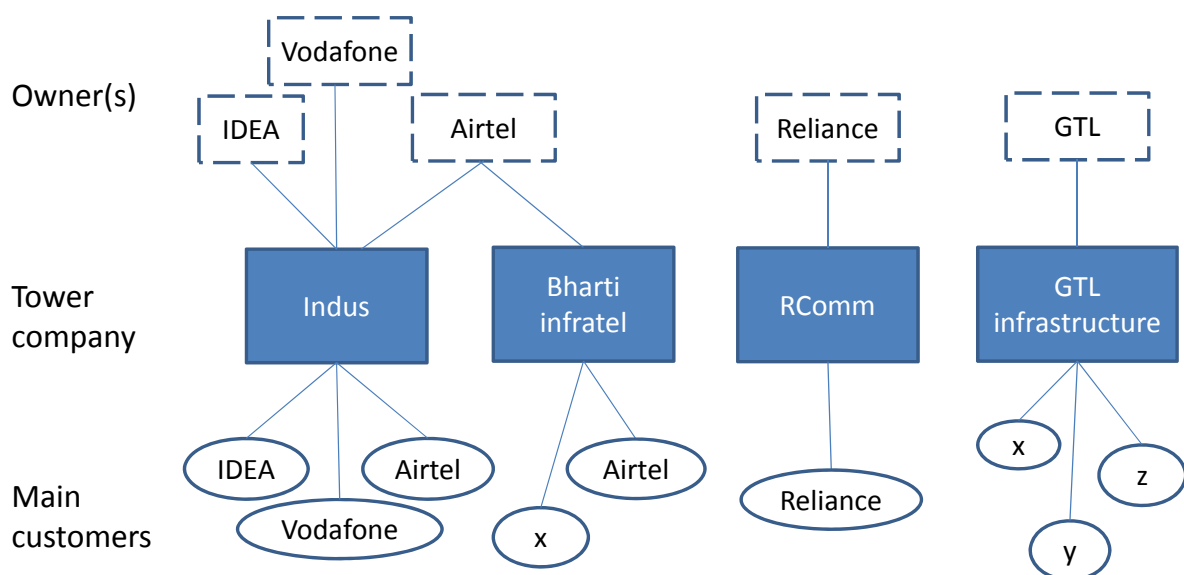 Owner(s)
Vodafone
IDEA
Airtel
Reliance
GTL
Tower
company
Indus
Bharti
infratel
RComm
GTL
infrastructure
Main
customers
IDEA
Vodafone
Airtel
x
Airtel
Reliance
x
y
z